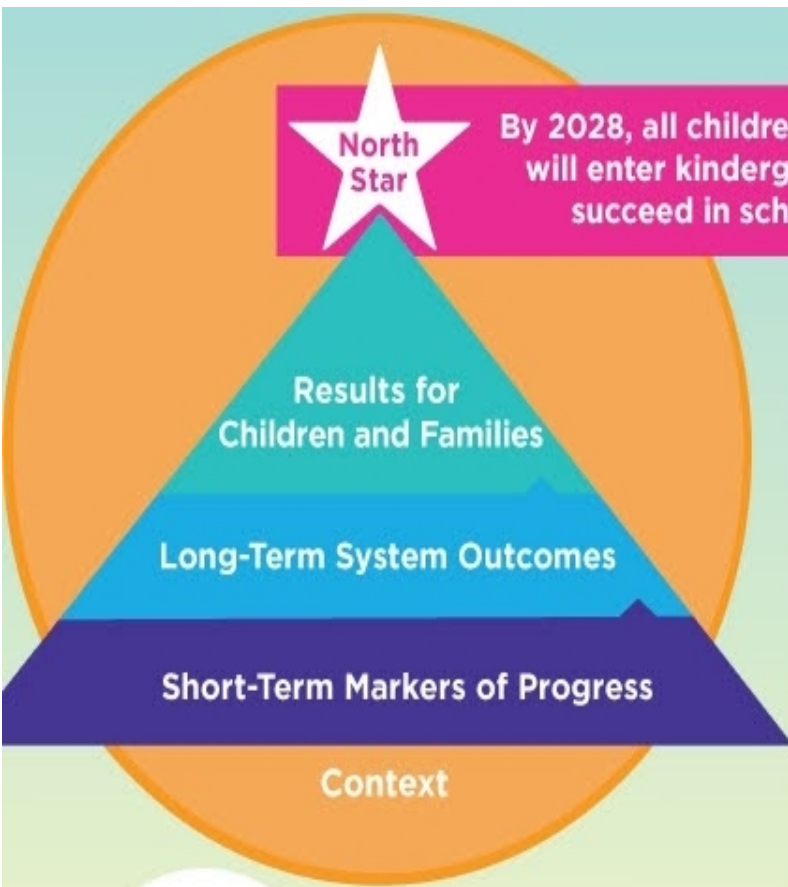 North
Star
By 2028, all childre
will enter kinderg
succeed in sch
Results for
Children and Families
Long-Term System Outcomes
Short-Term Markers of Progress
Context